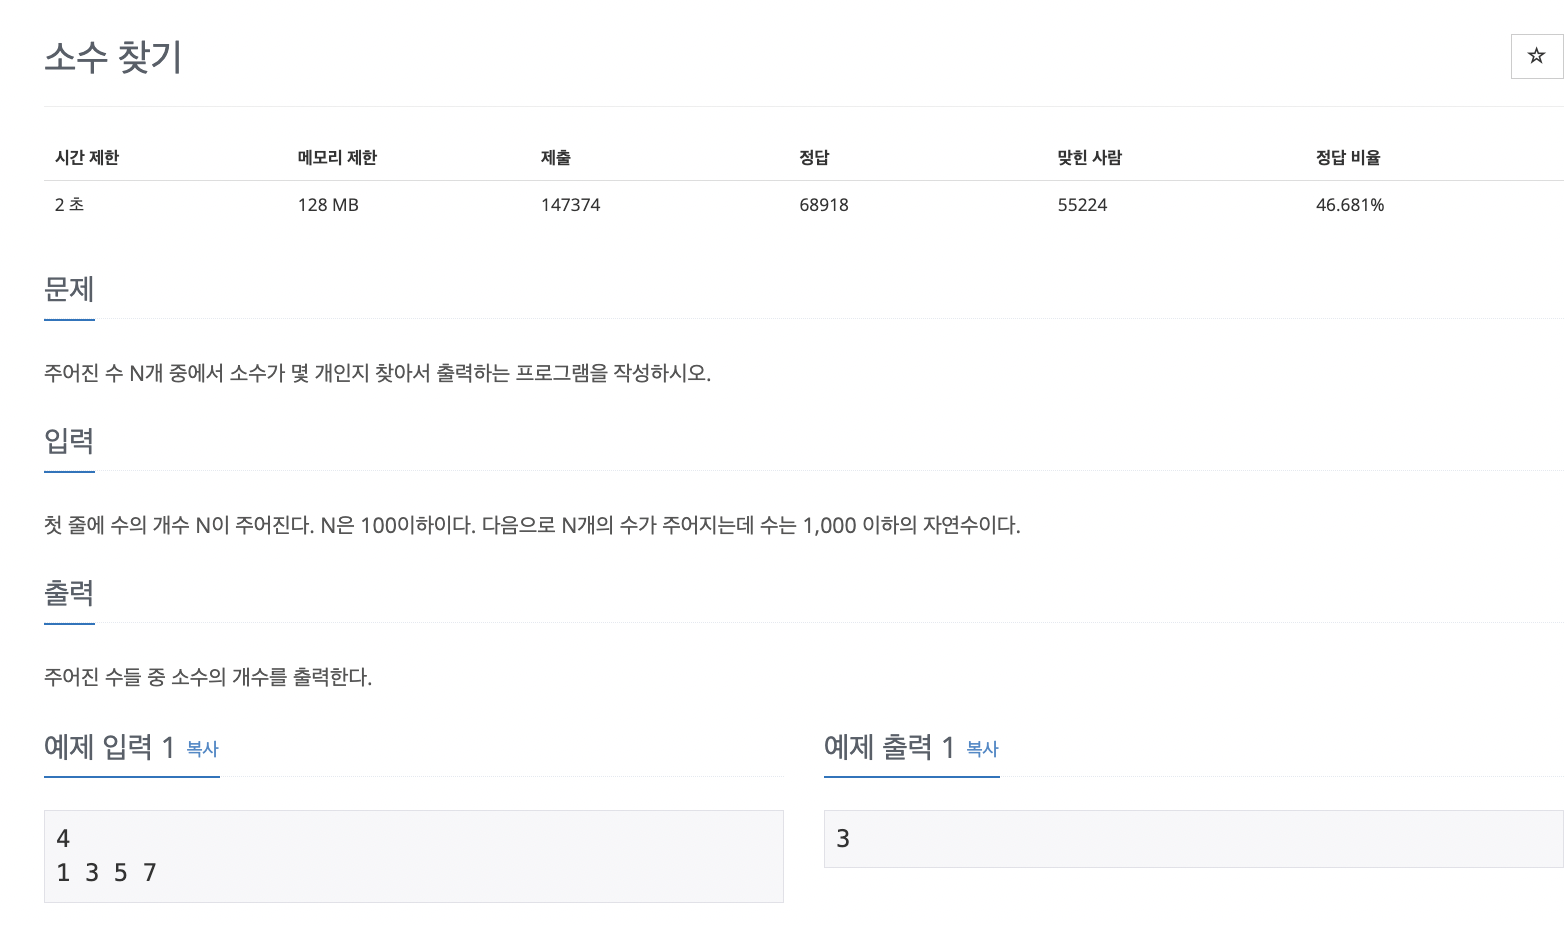 소수 찾기
시간 제한 메모리 제한 제출 정답 맞힌 사람 정답 비율
2 초 128 MB 147374 68918 55224 46.681%
문제
주어진 수 N개 중에서 소수가 몇 개인지 찾아서 출력하는 프로그램을 작성하시오.
입력
첫 줄에 수의 개수 N이 주어진다. N은 100이하이다. 다음으로 N개의 수가 주어지는데 수는 1,000 이하의 자연수이다.
출력
주어진 수들 중 소수의 개수를 출력한다.
예제 입력 1 복사
4
1 3 5 7
예제 출력 1 복사
3